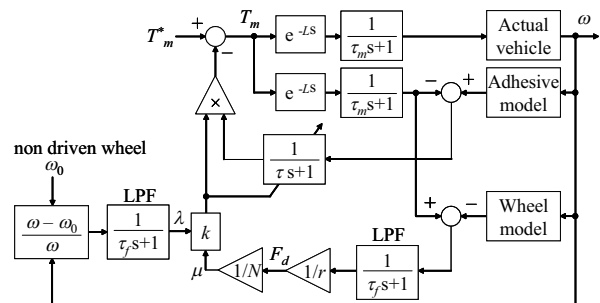 T*m + − Tm e-Ls 1/(τms+1) Actual vehicle ω
e-Ls 1/(τms+1) − + Adhesive model
×
1/(τ s+1)
non driven wheel
ω0
LPF
(ω − ω0)/ω 1/(τfs+1) λ k
+ − Wheel model
LPF
μ 1/N Fd 1/r 1/(τfs+1)